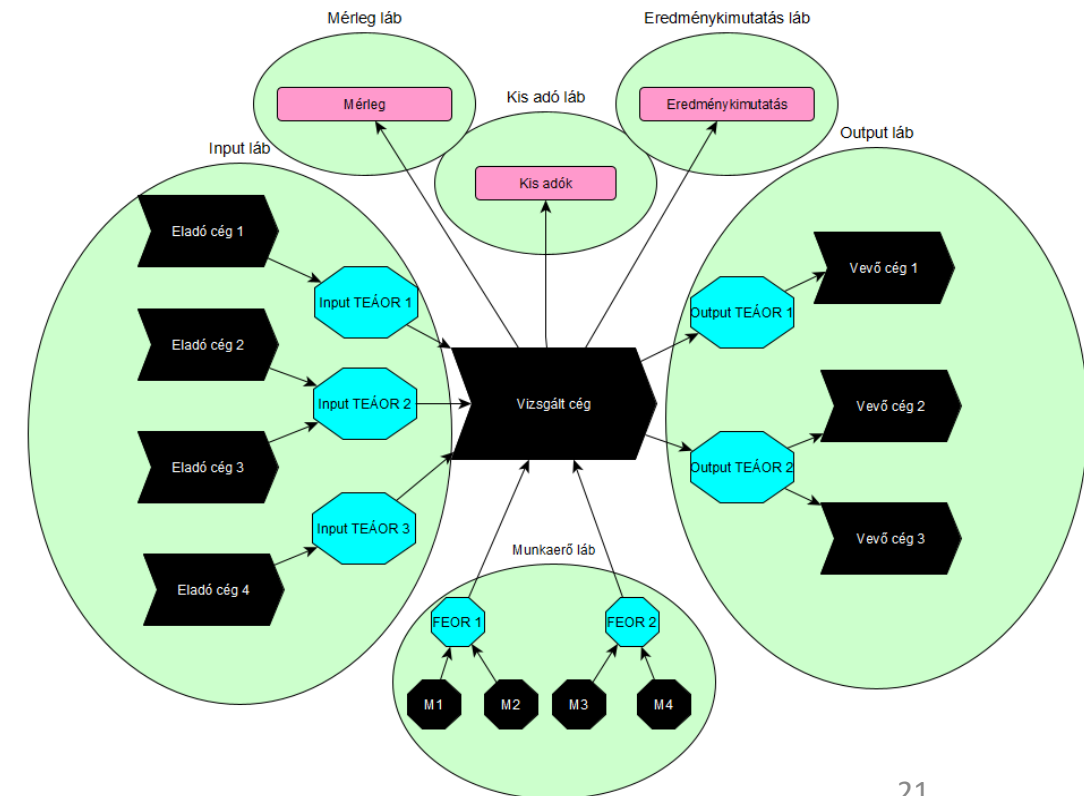 Mérleg láb
Eredménykimutatás láb
Mérleg
Kis adó láb
Eredménykimutatás
Input láb
Output láb
Kis adók
Eladó cég 1
Vevő cég 1
Input TEÁOR 1
Output TEÁOR 1
Eladó cég 2
Input TEÁOR 2
Vizsgált cég
Vevő cég 2
Eladó cég 3
Output TEÁOR 2
Input TEÁOR 3
Vevő cég 3
Munkaerő láb
Eladó cég 4
FEOR 1
FEOR 2
M1
M2
M3
M4
21